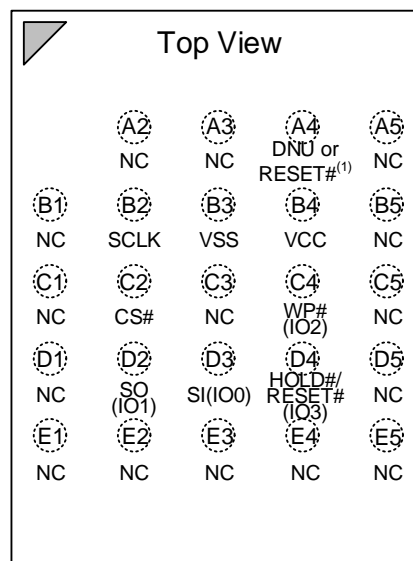 Top View
A2 A3 A4 A5
NC NC DNU or RESET#(1) NC
B1 B2 B3 B4 B5
NC SCLK VSS VCC NC
C1 C2 C3 C4 C5
NC CS# NC WP# (IO2) NC
D1 D2 D3 D4 D5
NC SO (IO1) SI(IO0) HOLD#/ RESET# (IO3) NC
E1 E2 E3 E4 E5
NC NC NC NC NC